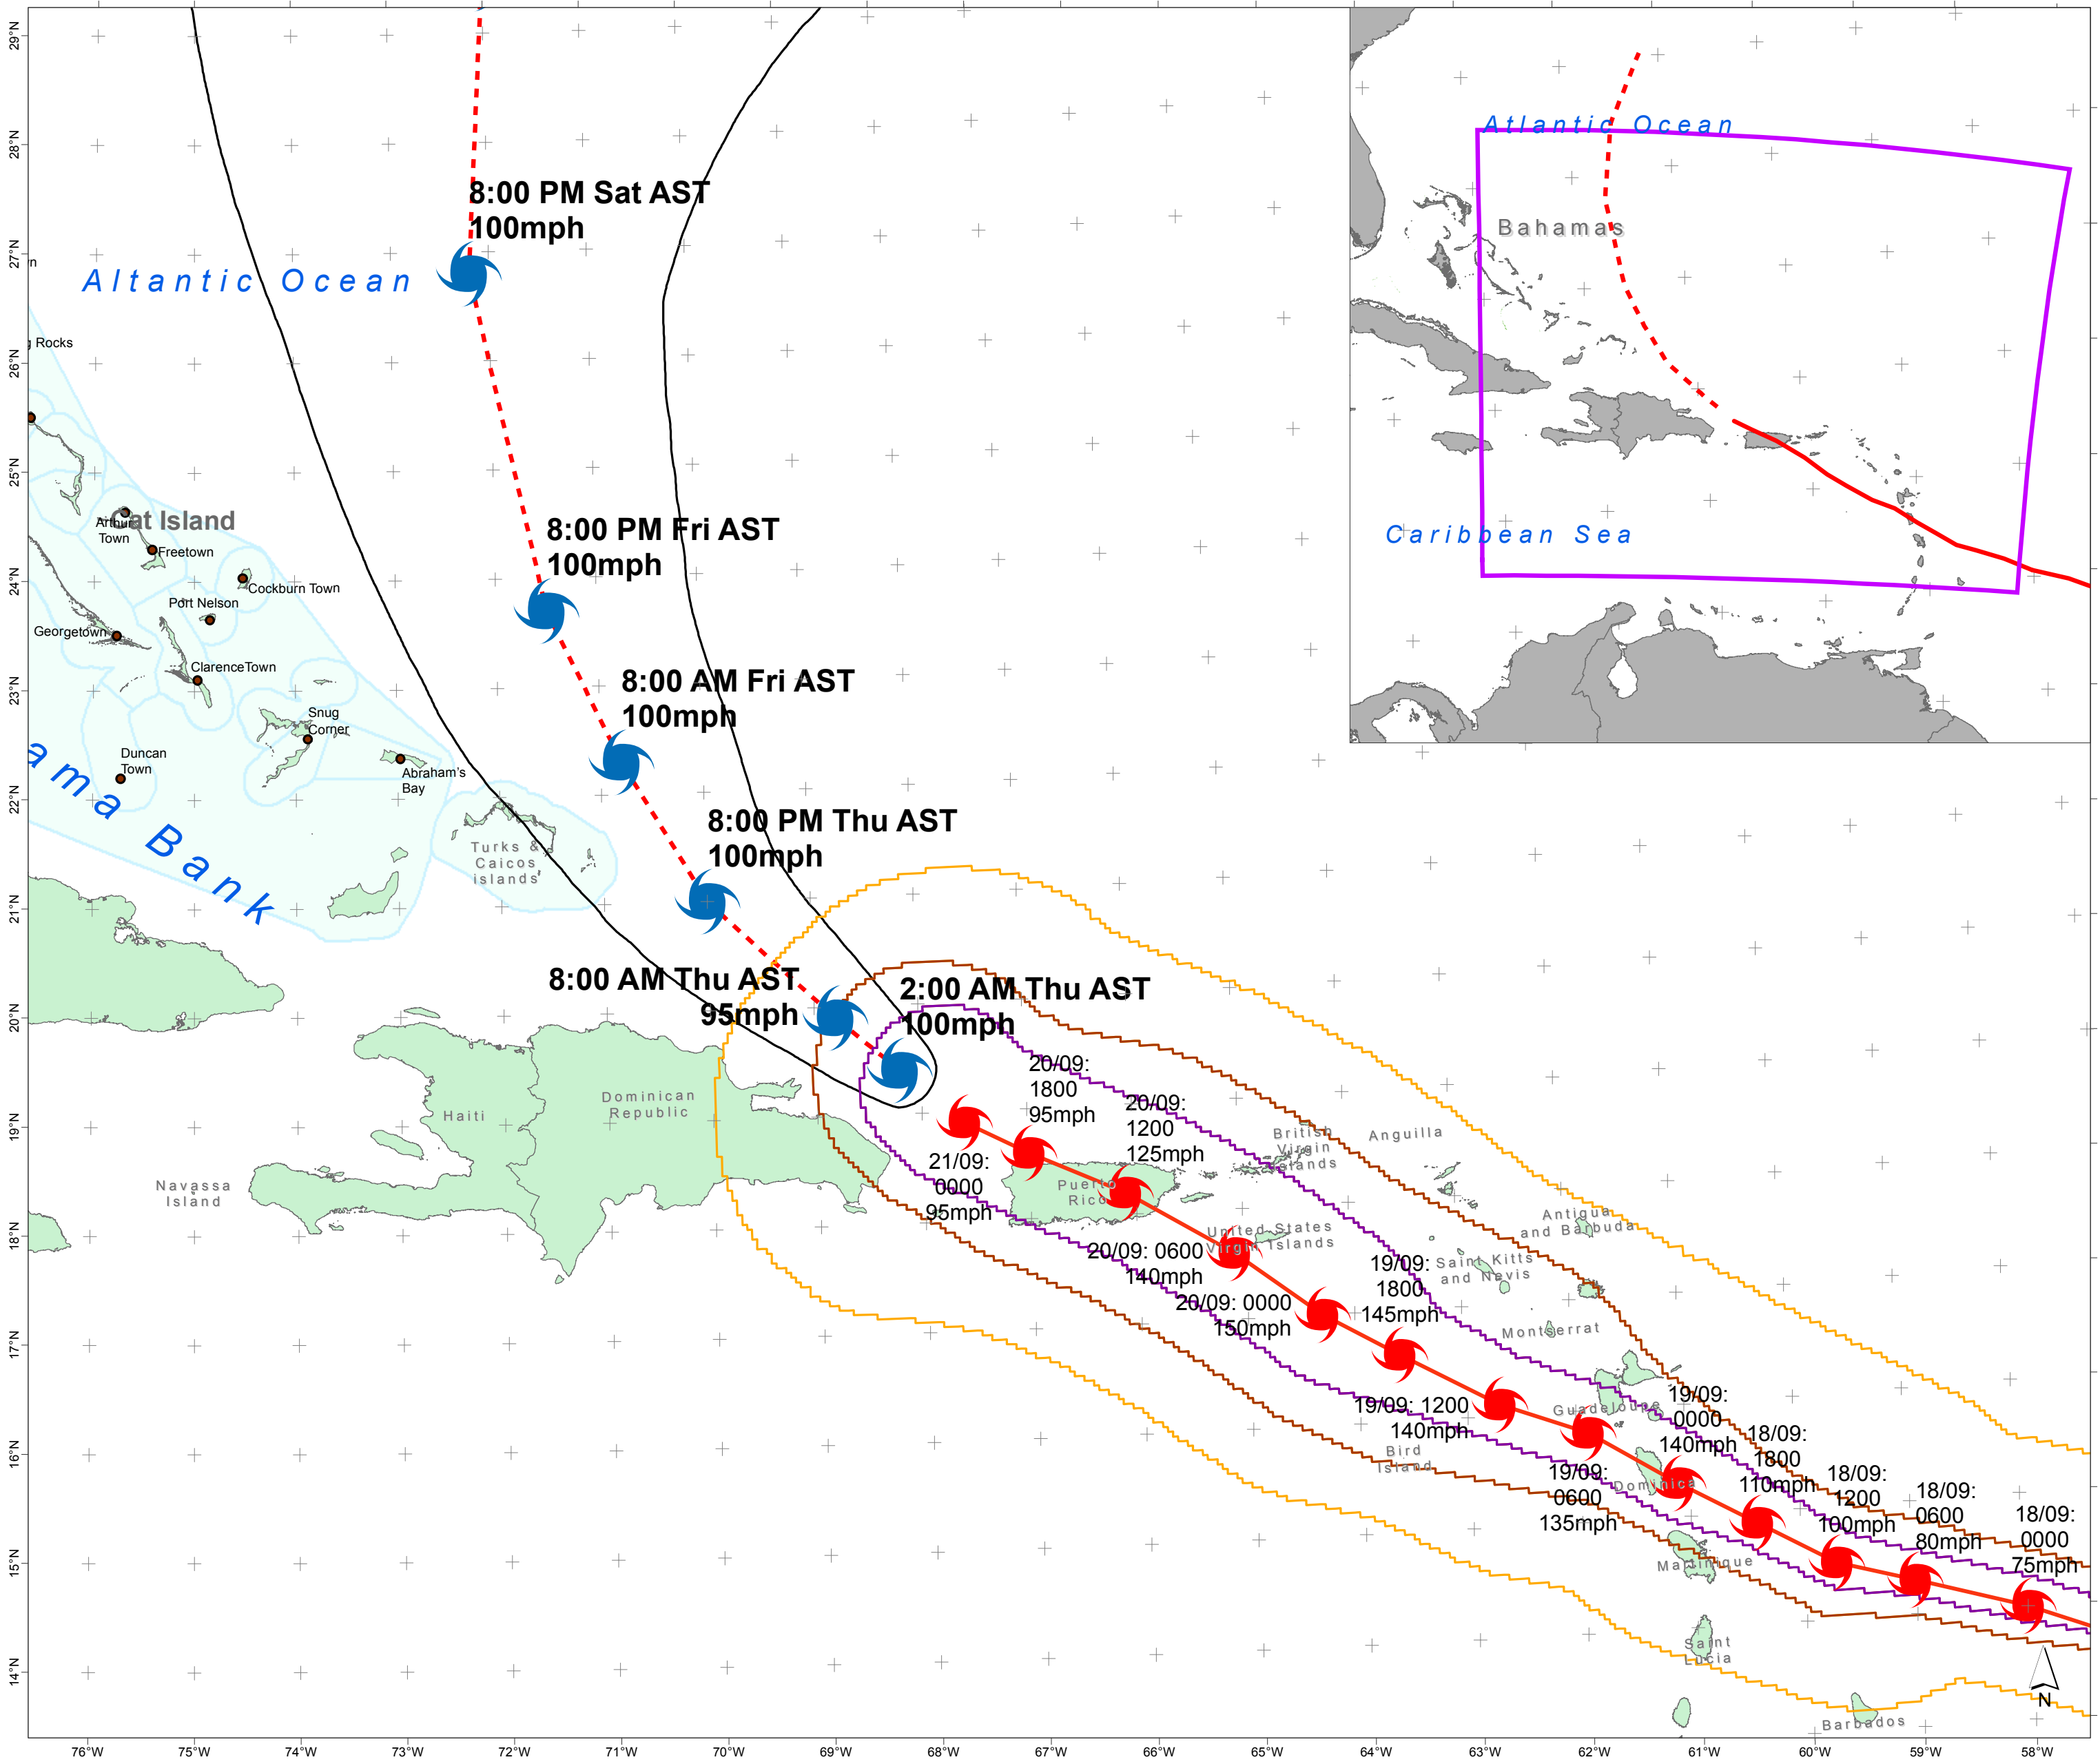 29°N
28°N
27°N
26°N
25°N
24°N
23°N
22°N
21°N
20°N
19°N
18°N
17°N
16°N
15°N
14°N
76°W
75°W
74°W
73°W
72°W
71°W
70°W
69°W
68°W
67°W
66°W
65°W
64°W
63°W
62°W
61°W
60°W
59°W
58°W
Atlantic Ocean
Bahamas
Caribbean Sea
8:00 PM Sat AST
100mph
Altantic Ocean
8:00 PM Fri AST
100mph
8:00 AM Fri AST
100mph
8:00 PM Thu AST
100mph
8:00 AM Thu AST
95mph
2:00 AM Thu AST
100mph
Rocks
Cat Island
Arthur
Town
Freetown
Cockburn Town
Port Nelson
Georgetown
ClarenceTown
Snug
Corner
Duncan
Town
Abraham's
Bay
ama Bank
Turks &
Caicos
islands
Haiti
Dominican
Republic
Navassa
Island
Puerto
Rico
British
Virgin
Islands
Anguilla
United States
Virgin Islands
Antigua
and Barbuda
Saint Kitts
and Nevis
Montserrat
Guadeloupe
Bird
Island
Dominica
Martinique
Saint
Lucia
Barbados
21/09:
0000
95mph
20/09:
1800
95mph
20/09:
1200
125mph
20/09: 0600
140mph
20/09: 0000
150mph
19/09:
1800
145mph
19/09: 1200
140mph
19/09:
0600
135mph
19/09:
0000
140mph
18/09:
1800
110mph
18/09:
1200
100mph
18/09:
0600
80mph
18/09:
0000
75mph
N